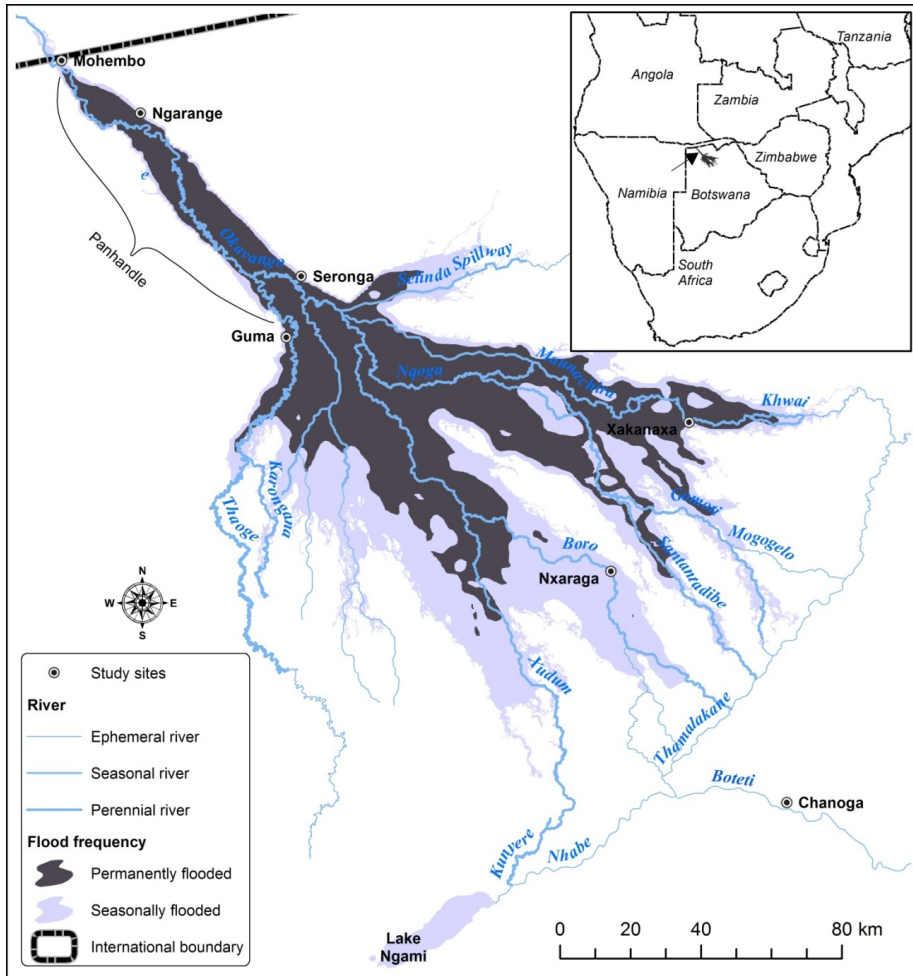 Mohembo
Ngarange
e
Panhandle
Okavango
Seronga
Selinda Spillway
Guma
Nqoga
Maunachira
Khwai
Xakanaxa
Karongana
Thaoge
Gomoti
Mogogelo
Boro
Santantadibe
Nxaraga
Xudum
Thamalakane
Boteti
Chanoga
Kunyere
Nhabe
Lake
Ngami
Tanzania
Angola
Zambia
Zimbabwe
Namibia
Botswana
South
Africa
N
W
E
S
Study sites
River
Ephemeral river
Seasonal river
Perennial river
Flood frequency
Permanently flooded
Seasonally flooded
International boundary
0 20 40 60 80 km